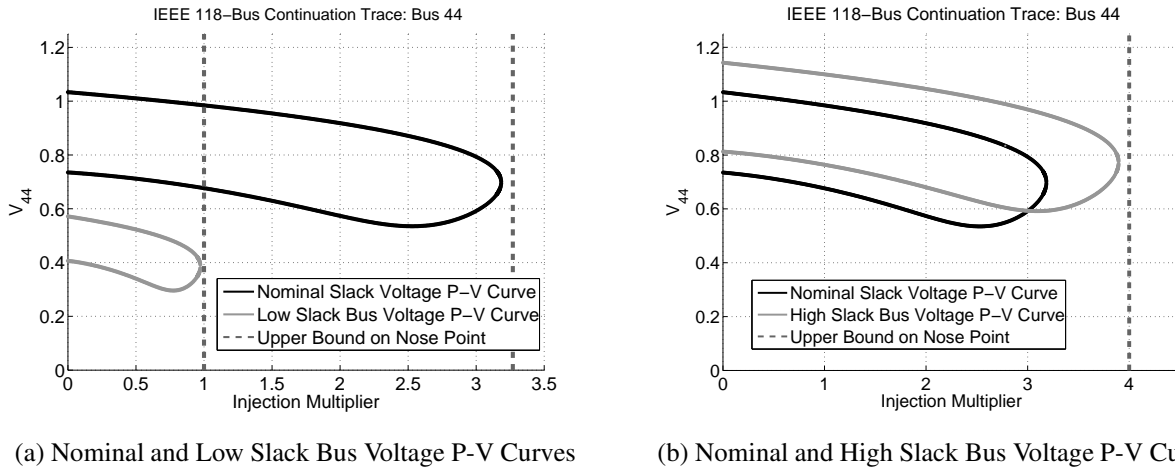 IEEE 118−Bus Continuation Trace: Bus 44
1.2
1
0.8
0.6
0.4
0.2
0
V44
0
0.5
1
1.5
2
2.5
3
3.5
Injection Multiplier
Nominal Slack Voltage P−V Curve
Low Slack Bus Voltage P−V Curve
Upper Bound on Nose Point
(a) Nominal and Low Slack Bus Voltage P-V Curves
IEEE 118−Bus Continuation Trace: Bus 44
1.2
1
0.8
0.6
0.4
0.2
0
V44
0
1
2
3
4
Injection Multiplier
Nominal Slack Voltage P−V Curve
High Slack Bus Voltage P−V Curve
Upper Bound on Nose Point
(b) Nominal and High Slack Bus Voltage P-V Cu